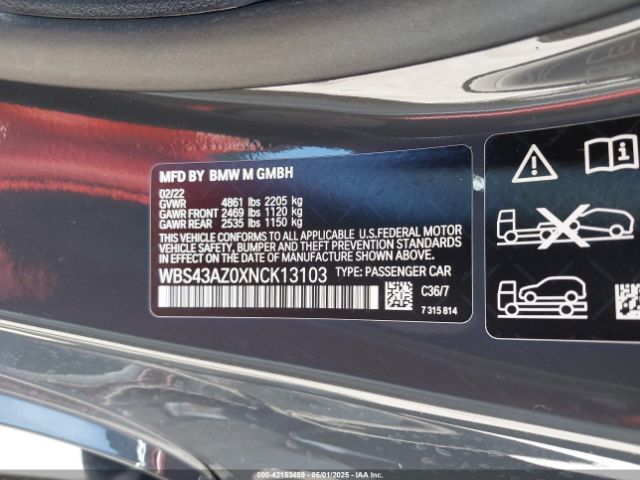 MFD BY BMW M GMBH
02/22
GVWR 4861 lbs 2205 kg
GAWR FRONT 2469 lbs 1120 kg
GAWR REAR 2535 lbs 1150 kg
THIS VEHICLE CONFORMS TO ALL APPLICABLE U.S.FEDERAL MOTOR
VEHICLE SAFETY, BUMPER, AND THEFT PREVENTION STANDARDS
IN EFFECT ON THE DATE OF MANUFACTURE SHOWN ABOVE.
WBS43AZ0XNCK13103 TYPE: PASSENGER CAR
C36/7
7 315 814
000-42153459 - 05/01/2025 - COPART